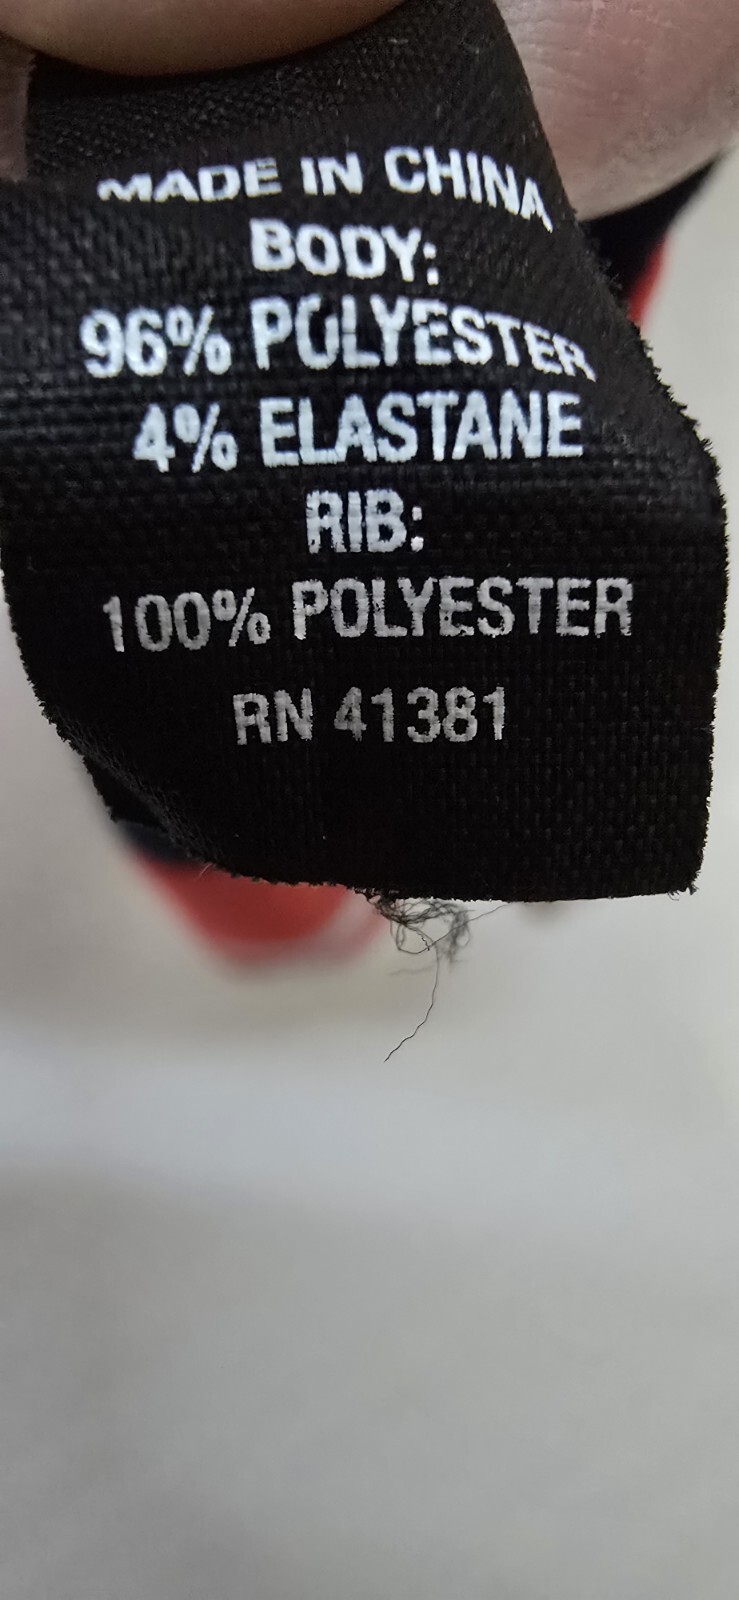 MADE IN CHINA
BODY:
96% POLYESTER
4% ELASTANE
RIB:
100% POLYESTER
RN 41381